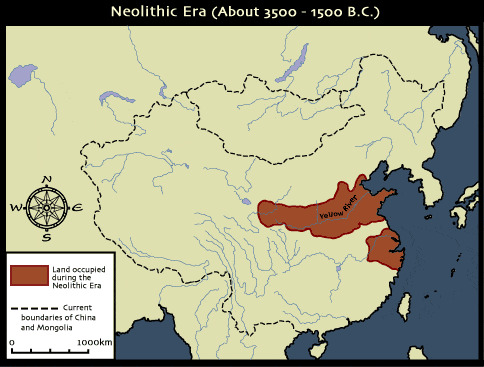 Neolithic Era (About 3500 - 1500 B.C.)
Yellow River
N
W
E
S
Land occupied
during the
Neolithic Era
Current
boundaries of China
and Mongolia
0
1000km